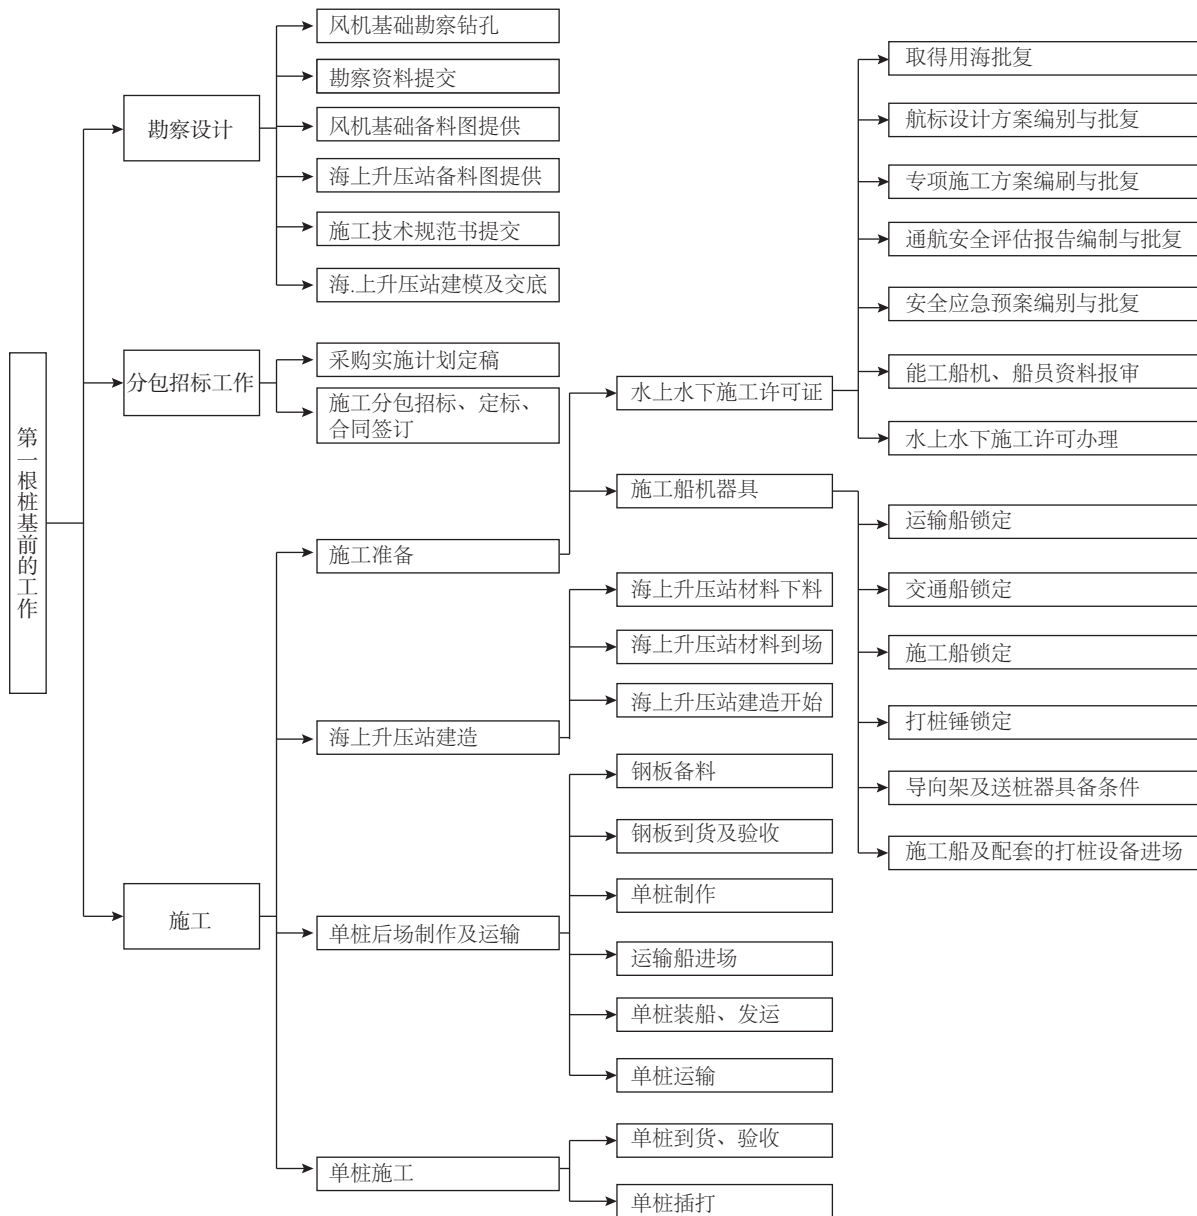 第一根桩基前的工作
勘察设计
风机基础勘察钻孔
勘察资料提交
风机基础备料图提供
海上升压站备料图提供
施工技术规范书提交
海.上升压站建模及交底
分包招标工作
采购实施计划定稿
施工分包招标、定标、
合同签订
施工
施工准备
水上水下施工许可证
取得用海批复
航标设计方案编别与批复
专项施工方案编刷与批复
通航安全评估报告编制与批复
安全应急预案编别与批复
能工船机、船员资料报审
水上水下施工许可办理
施工船机器具
运输船锁定
交通船锁定
施工船锁定
打桩锤锁定
导向架及送桩器具备条件
施工船及配套的打桩设备进场
海上升压站建造
海上升压站材料下料
海上升压站材料到场
海上升压站建造开始
单桩后场制作及运输
钢板备料
钢板到货及验收
单桩制作
运输船进场
单桩装船、发运
单桩运输
单桩施工
单桩到货、验收
单桩插打